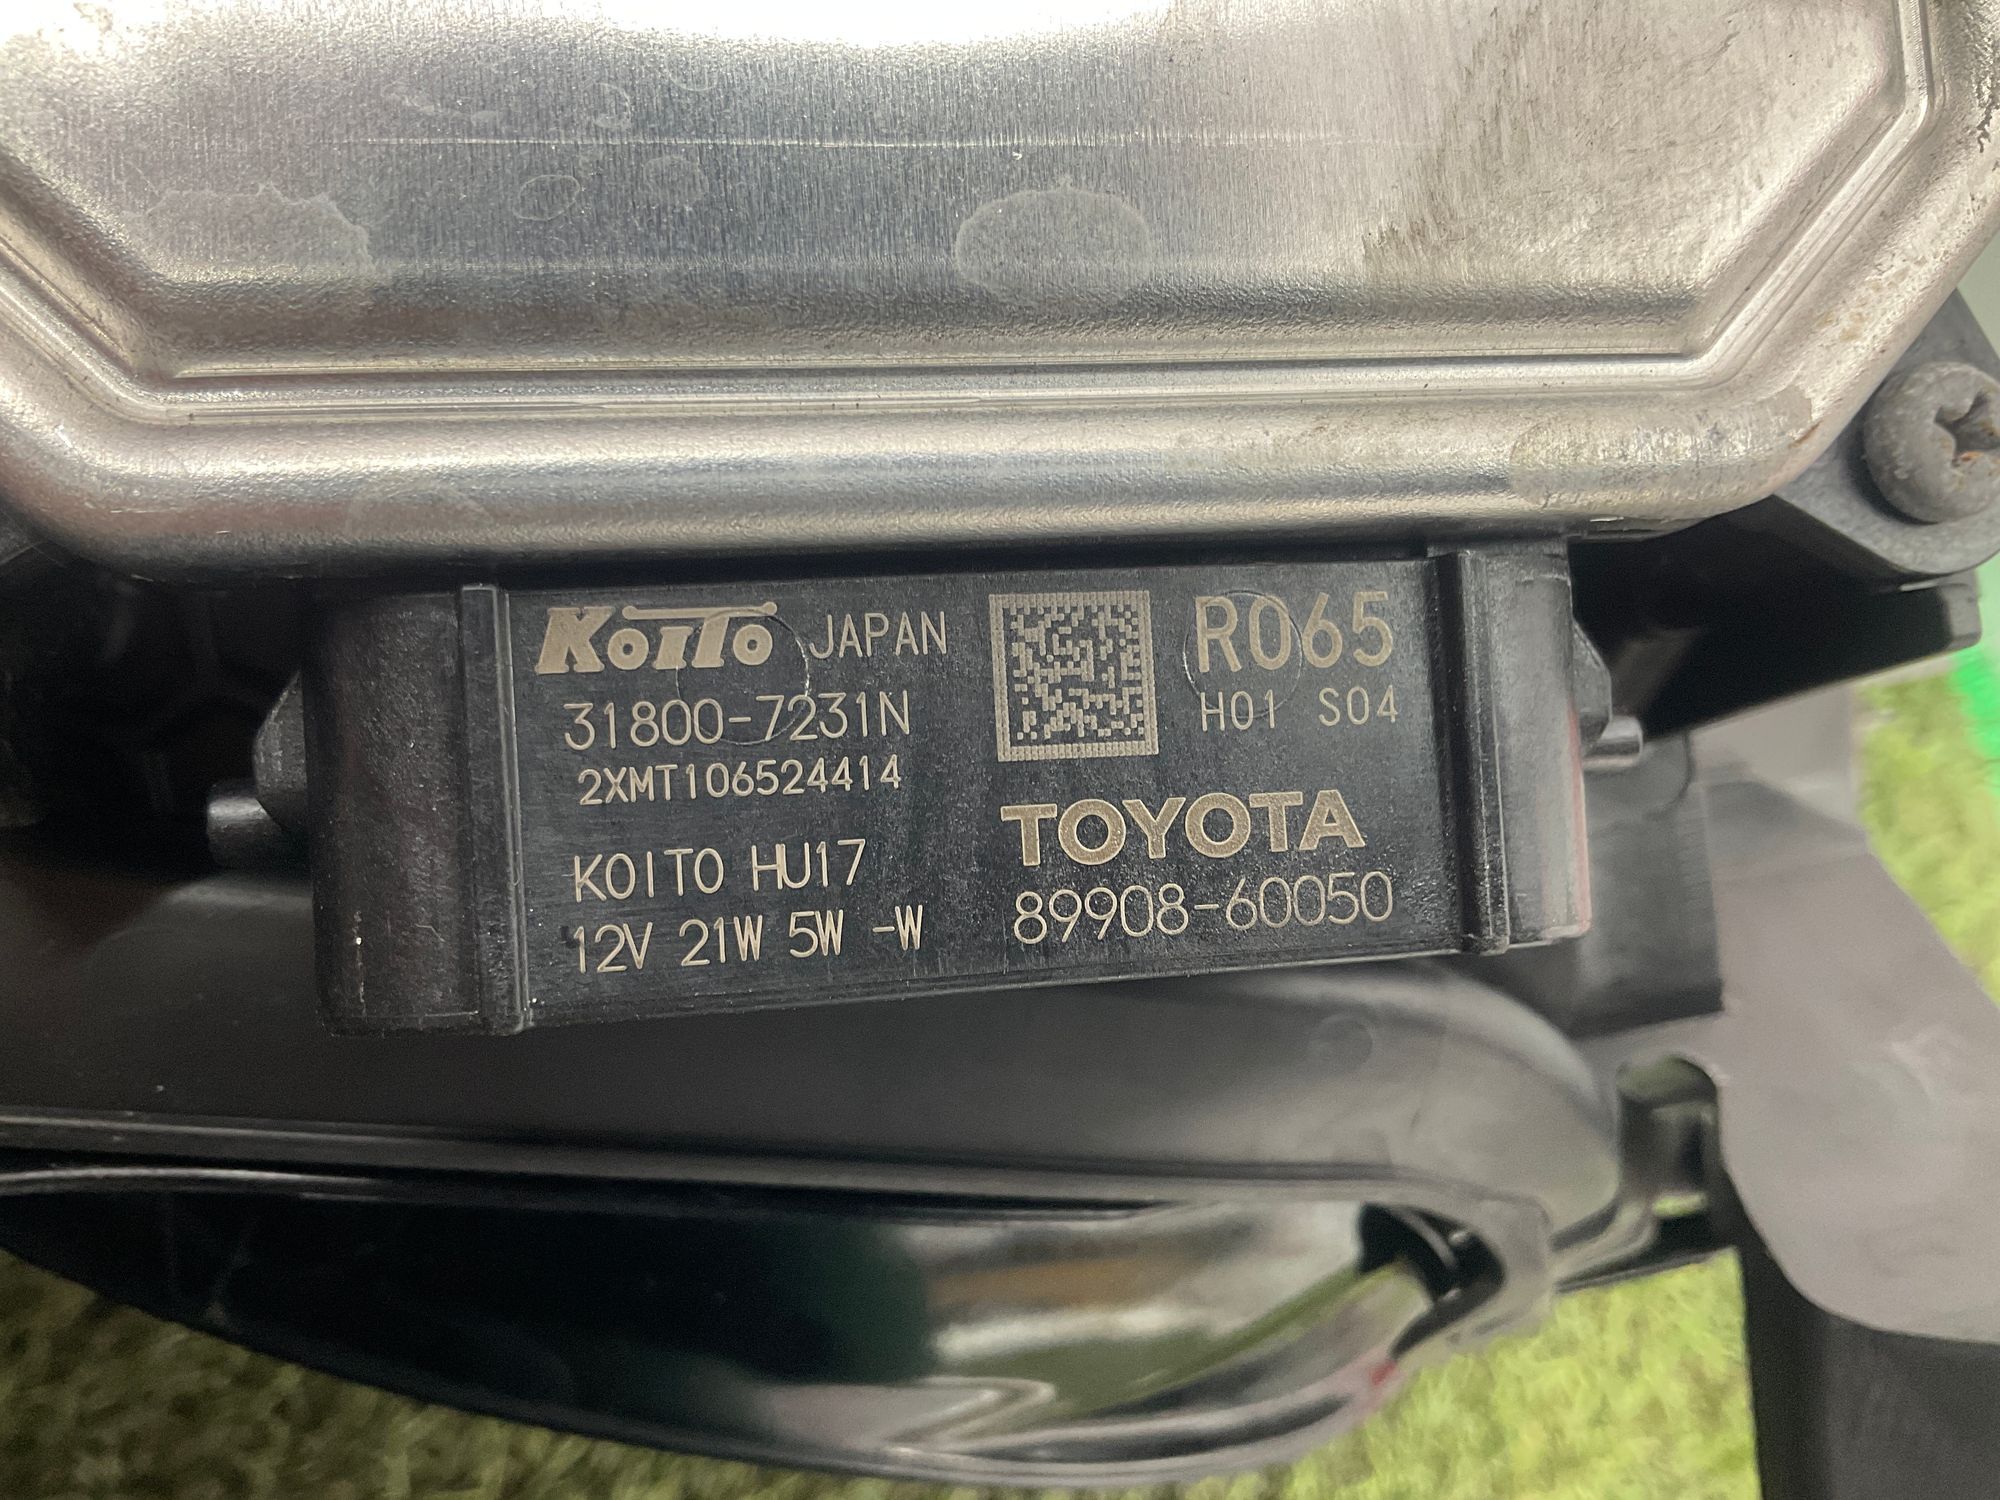 KOITO JAPAN
31800-7231N
2XMT106524414
KOITO HU17
12V 21W 5W -W
R065
H01 S04
TOYOTA
89908-60050